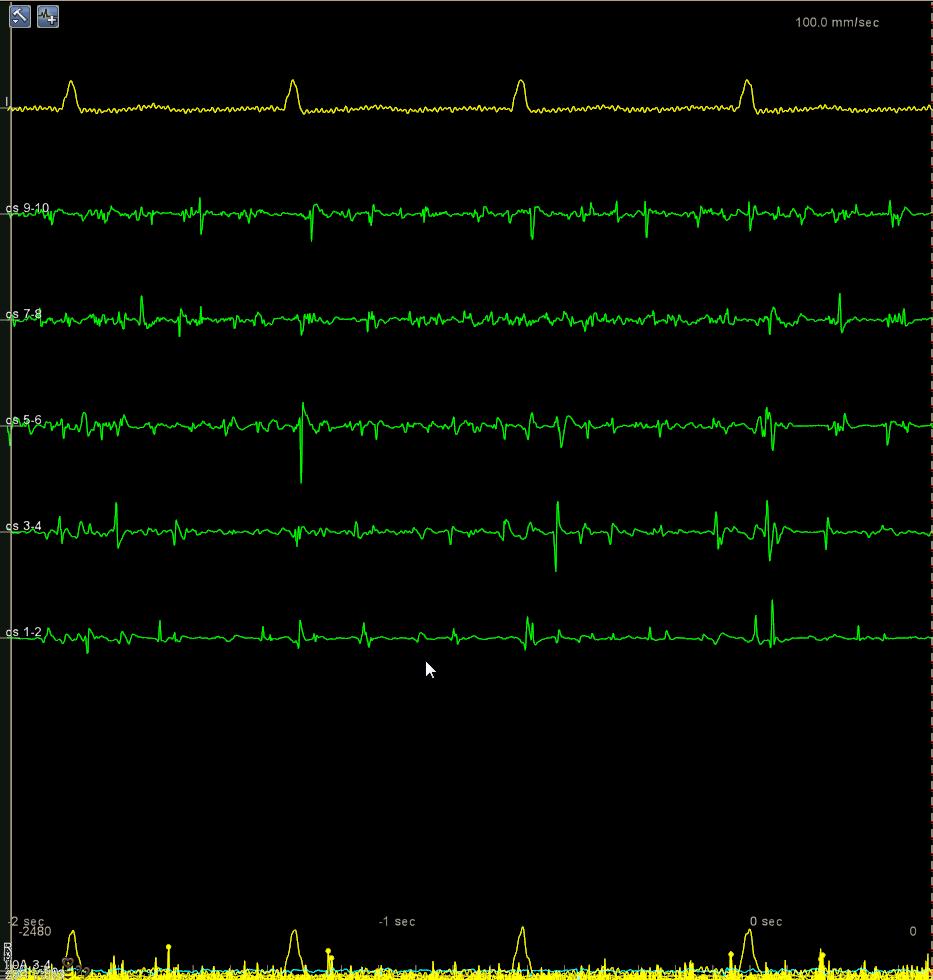 100.0 mm/sec
I
cs 9-10
cs 7-8
cs 5-6
cs 3-4
cs 1-2
-2 sec
-1 sec
0 sec
-2480
0